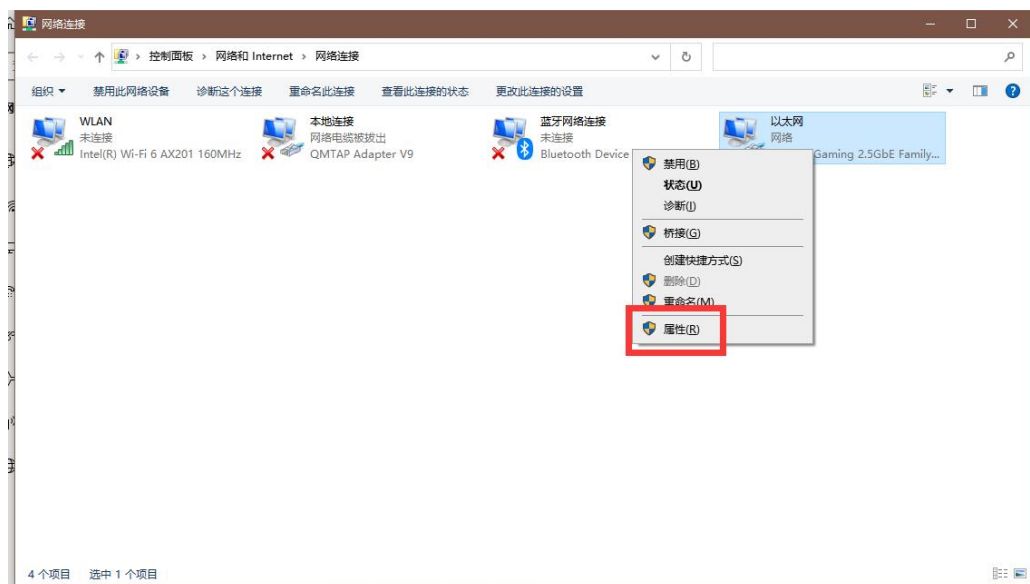 网络连接
控制面板 › 网络和 Internet › 网络连接
组织 禁用此网络设备 诊断这个连接 重命名此连接 查看此连接的状态 更改此连接的设置
WLAN
未连接
Intel(R) Wi-Fi 6 AX201 160MHz
本地连接
网络电缆被拔出
QMTAP Adapter V9
蓝牙网络连接
未连接
Bluetooth Device
以太网
网络
Gaming 2.5GbE Family...
禁用(B)
状态(U)
诊断(I)
桥接(G)
创建快捷方式(S)
删除(D)
重命名(M)
属性(R)
4 个项目 选中 1 个项目